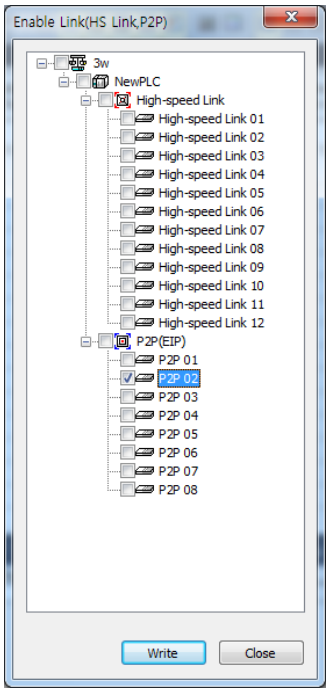 Enable Link(HS Link,P2P)
3w
NewPLC
High-speed Link
High-speed Link 01
High-speed Link 02
High-speed Link 03
High-speed Link 04
High-speed Link 05
High-speed Link 06
High-speed Link 07
High-speed Link 08
High-speed Link 09
High-speed Link 10
High-speed Link 11
High-speed Link 12
P2P(EIP)
P2P 01
P2P 02
P2P 03
P2P 04
P2P 05
P2P 06
P2P 07
P2P 08
Write Close